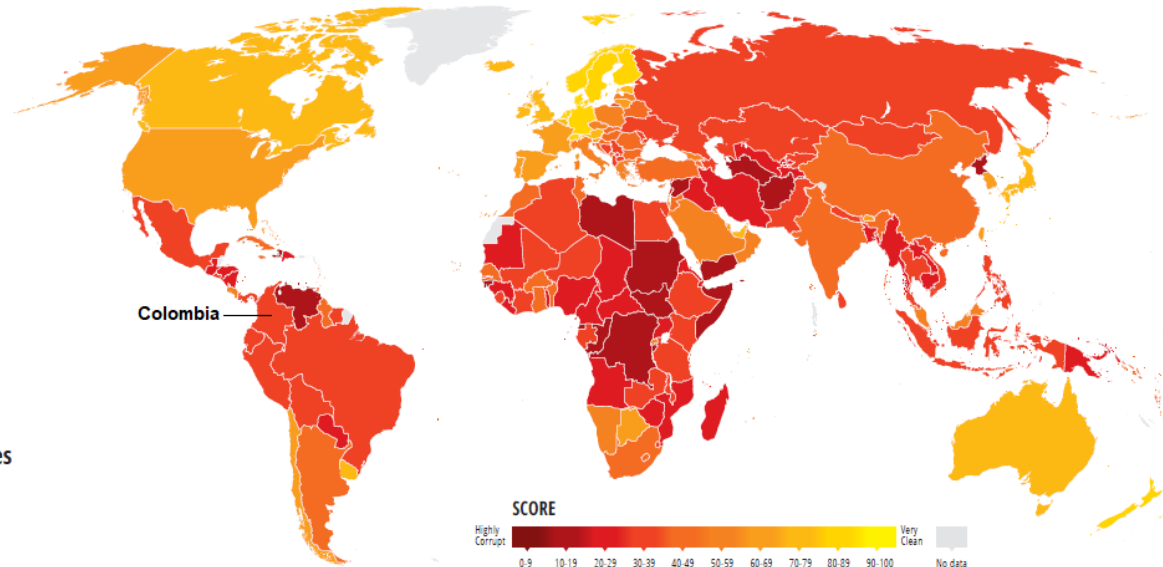 Colombia
es
SCORE
Highly
Corrupt
Very
Clean
0-9 10-19 20-29 30-39 40-49 50-59 60-69 70-79 80-89 90-100 No data